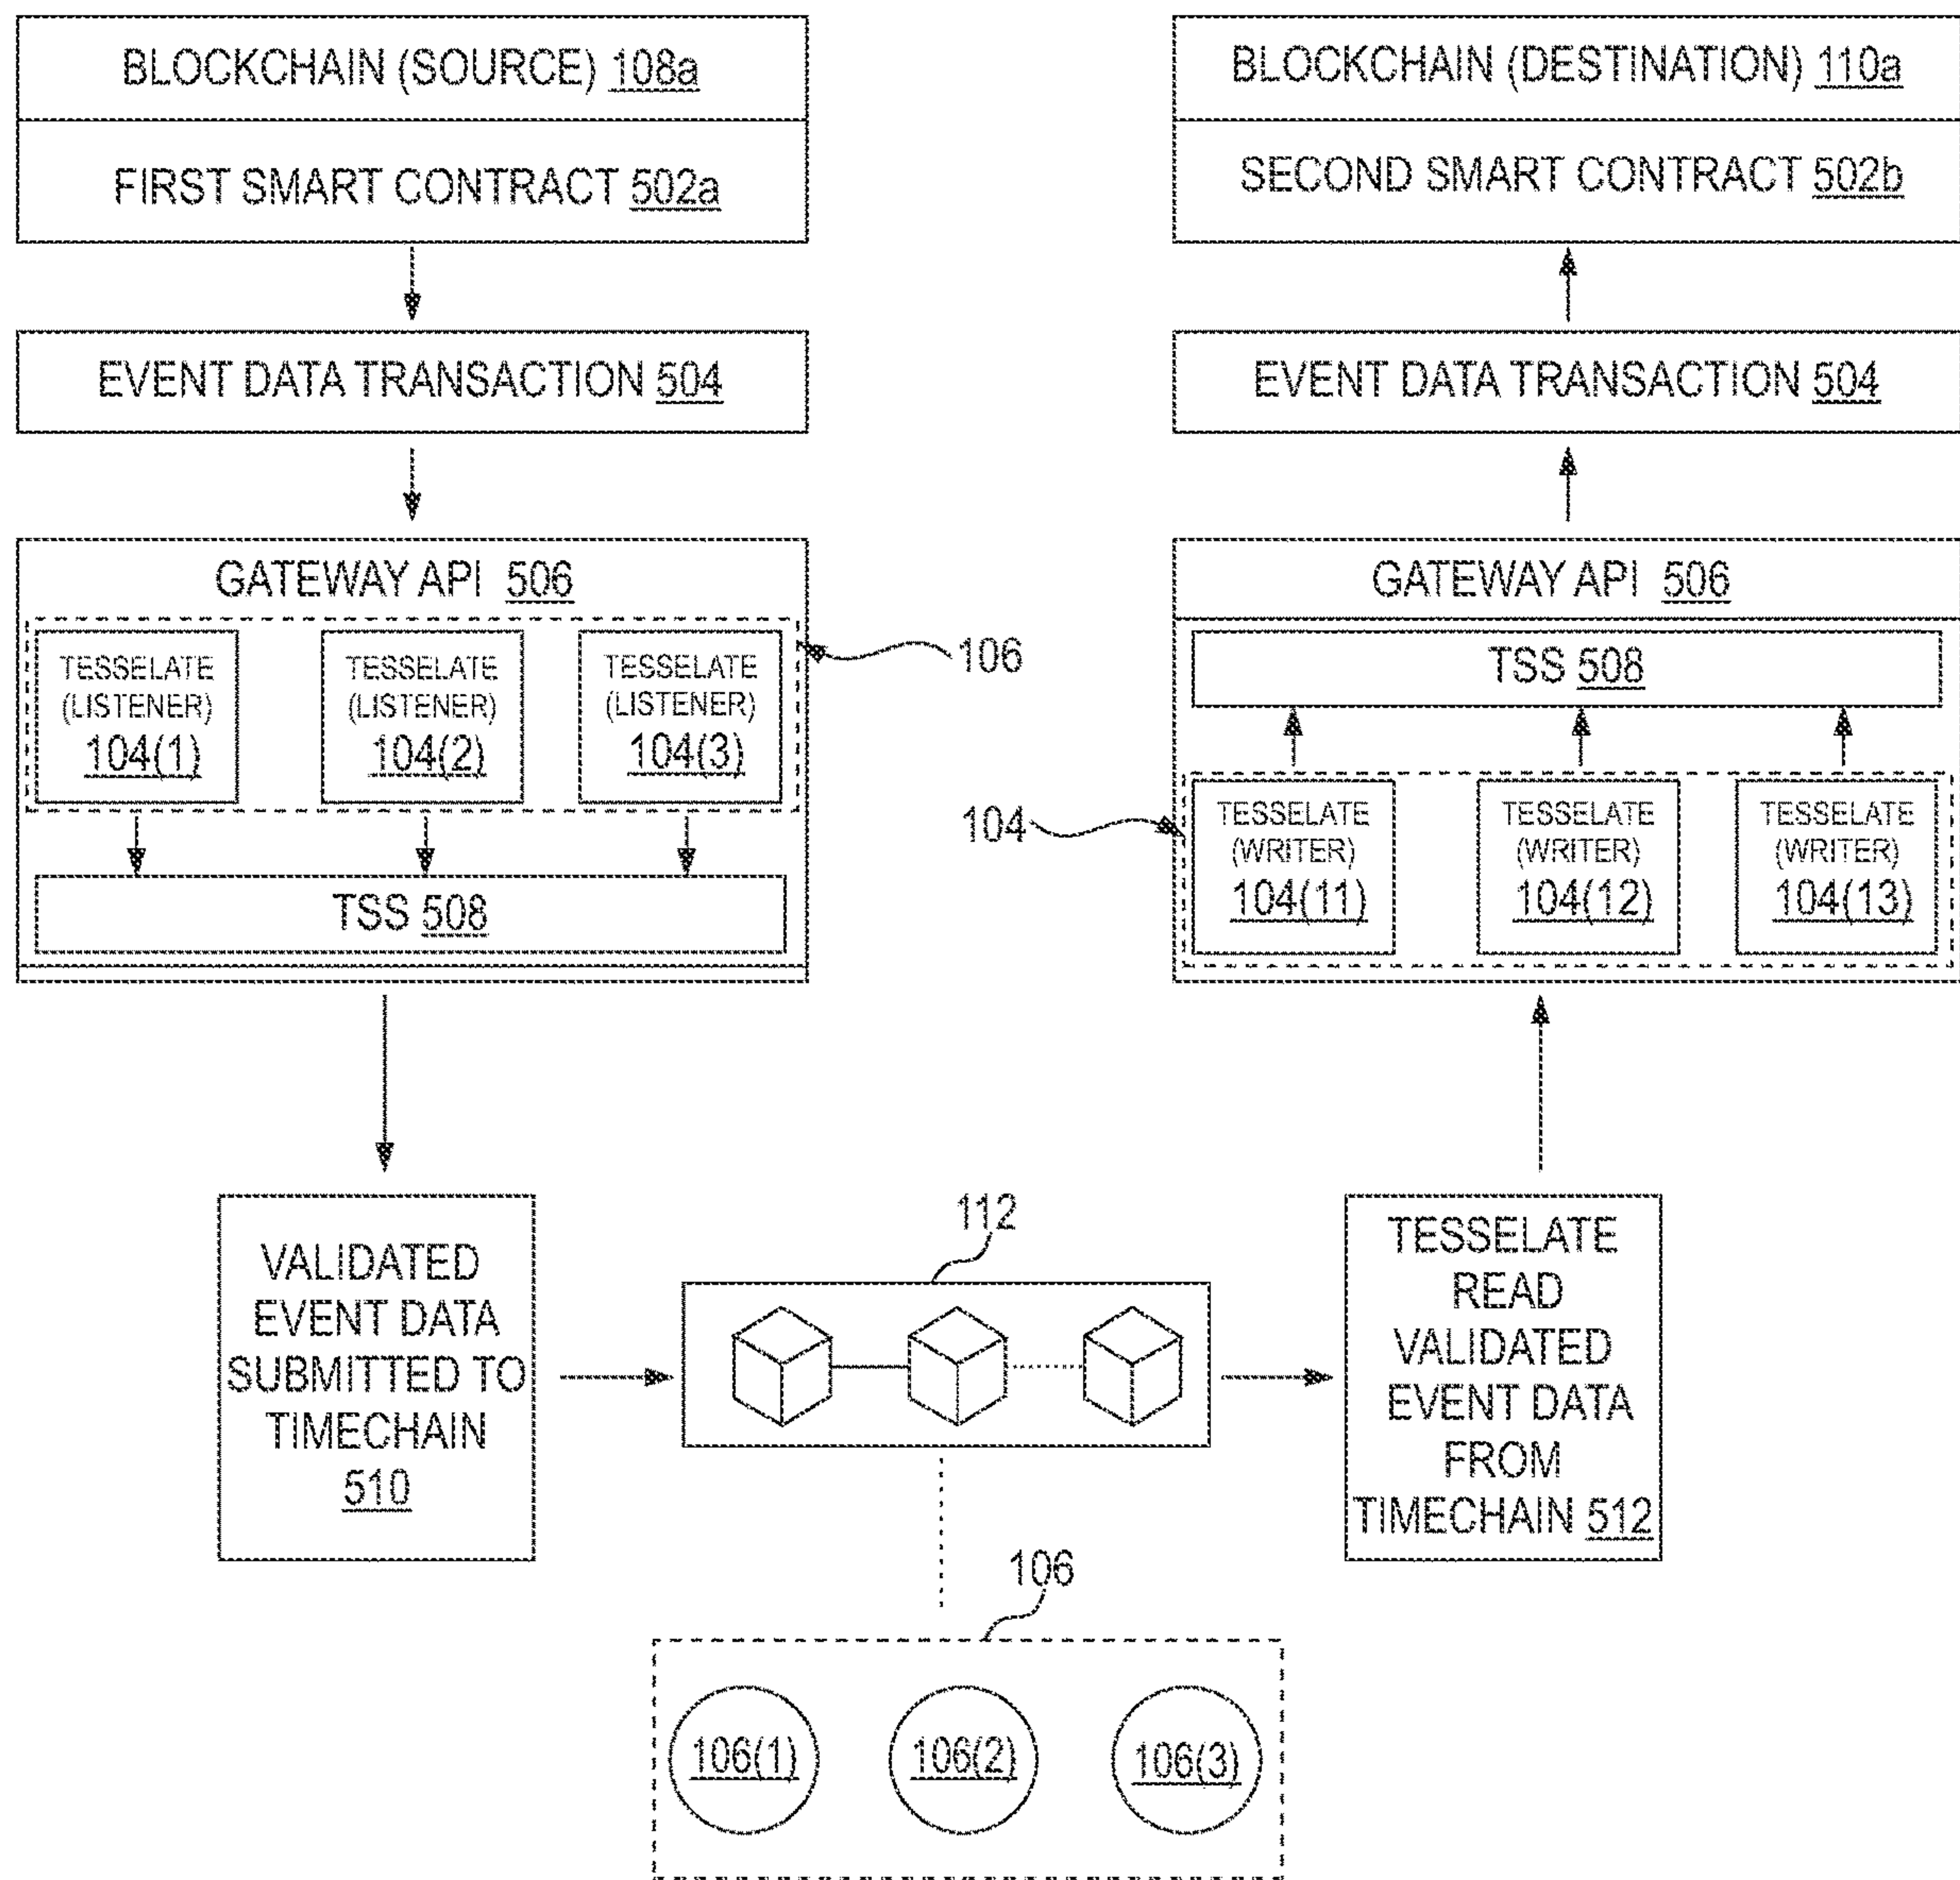 BLOCKCHAIN (SOURCE) 108a
FIRST SMART CONTRACT 502a
EVENT DATA TRANSACTION 504
GATEWAY API 506
TESSELATE
(LISTENER)
104(1)
TESSELATE
(LISTENER)
104(2)
TESSELATE
(LISTENER)
104(3)
106
TSS 508
BLOCKCHAIN (DESTINATION) 110a
SECOND SMART CONTRACT 502b
EVENT DATA TRANSACTION 504
GATEWAY API 506
TSS 508
104
TESSELATE
(WRITER)
104(11)
TESSELATE
(WRITER)
104(12)
TESSELATE
(WRITER)
104(13)
VALIDATED
EVENT DATA
SUBMITTED TO
TIMECHAIN
510
112
TESSELATE
READ
VALIDATED
EVENT DATA
FROM
TIMECHAIN 512
106
106(1)
106(2)
106(3)